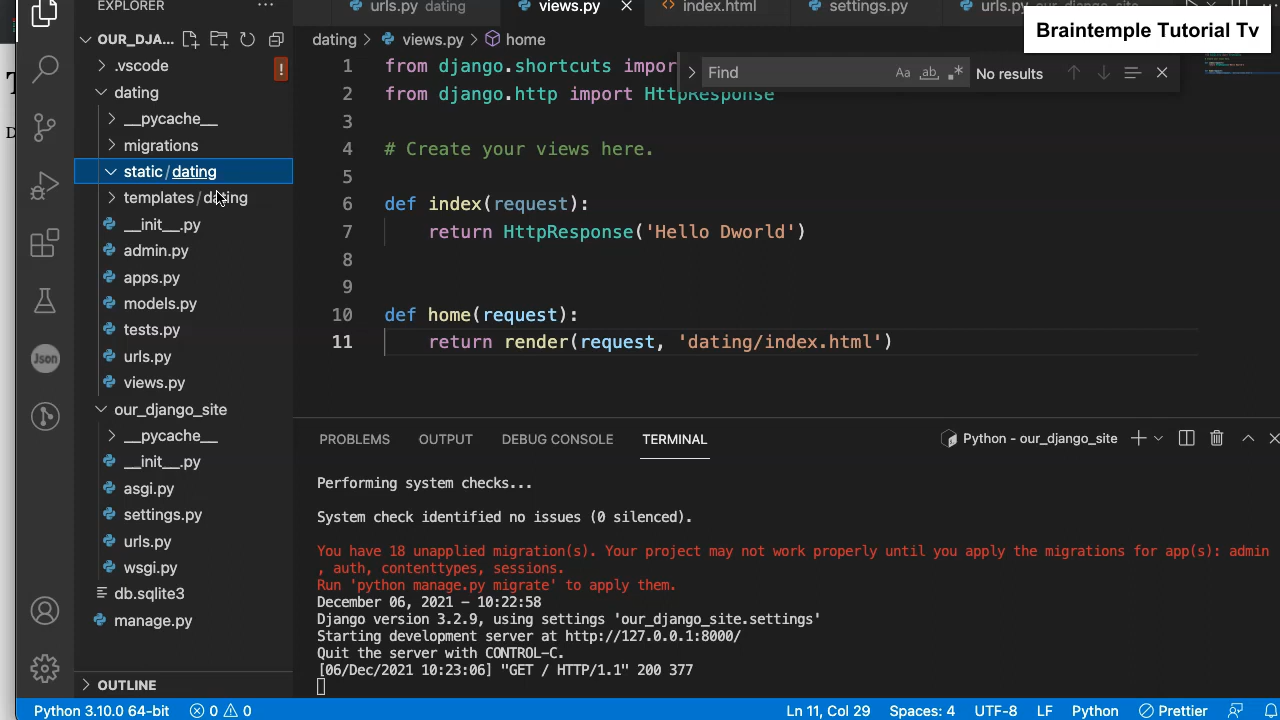 EXPLORER ...
urls.py dating
views.py
index.html
settings.py
urls.py
Braintemple Tutorial Tv
OUR_DJA...
dating > views.py > home
.vscode
!
dating
__pycache__
migrations
static/dating
templates/dating
__init__.py
admin.py
apps.py
models.py
tests.py
urls.py
views.py
our_django_site
__pycache__
__init__.py
asgi.py
settings.py
urls.py
wsgi.py
db.sqlite3
manage.py
OUTLINE
Json
Find
Aa ab .*
No results
1 from django.shortcuts impor
2 from django.http import HttpResponse
3
4 # Create your views here.
5
6 def index(request):
7 return HttpResponse('Hello Dworld')
8
9
10 def home(request):
11 return render(request, 'dating/index.html')
PROBLEMS OUTPUT DEBUG CONSOLE TERMINAL
Python - our_django_site
Performing system checks...
System check identified no issues (0 silenced).
You have 18 unapplied migration(s). Your project may not work properly until you apply the migrations for app(s): admin
, auth, contenttypes, sessions.
Run 'python manage.py migrate' to apply them.
December 06, 2021 - 10:22:58
Django version 3.2.9, using settings 'our_django_site.settings'
Starting development server at http://127.0.0.1:8000/
Quit the server with CONTROL-C.
[06/Dec/2021 10:23:06] "GET / HTTP/1.1" 200 377
Python 3.10.0 64-bit
0 0
Ln 11, Col 29
Spaces: 4
UTF-8
LF
Python
Prettier